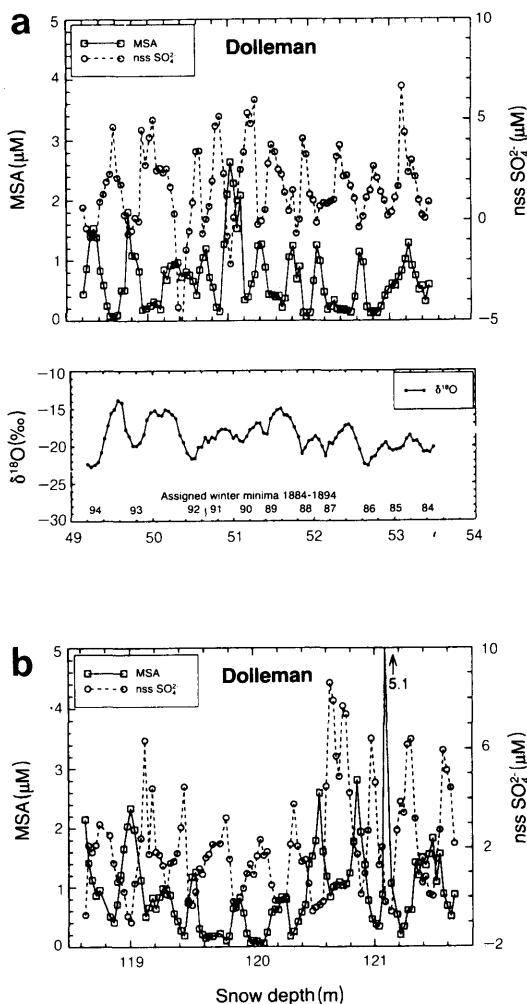 a
Dolleman
MSA
nss SO₄²⁻
MSA (μM)
5
4
3
2
1
0
nss SO₄²⁻ (μM)
10
5
0
−5
δ¹⁸O
δ¹⁸O (‰)
−10
−15
−20
−25
−30
Assigned winter minima 1884-1894
94 93 92 91 90 89 88 87 86 85 84
49 50 51 52 53 54
b
Dolleman
MSA
nss SO₄²⁻
5.1
MSA (μM)
5
4
3
2
1
0
nss SO₄²⁻ (μM)
10
6
2
−2
119 120 121
Snow depth (m)